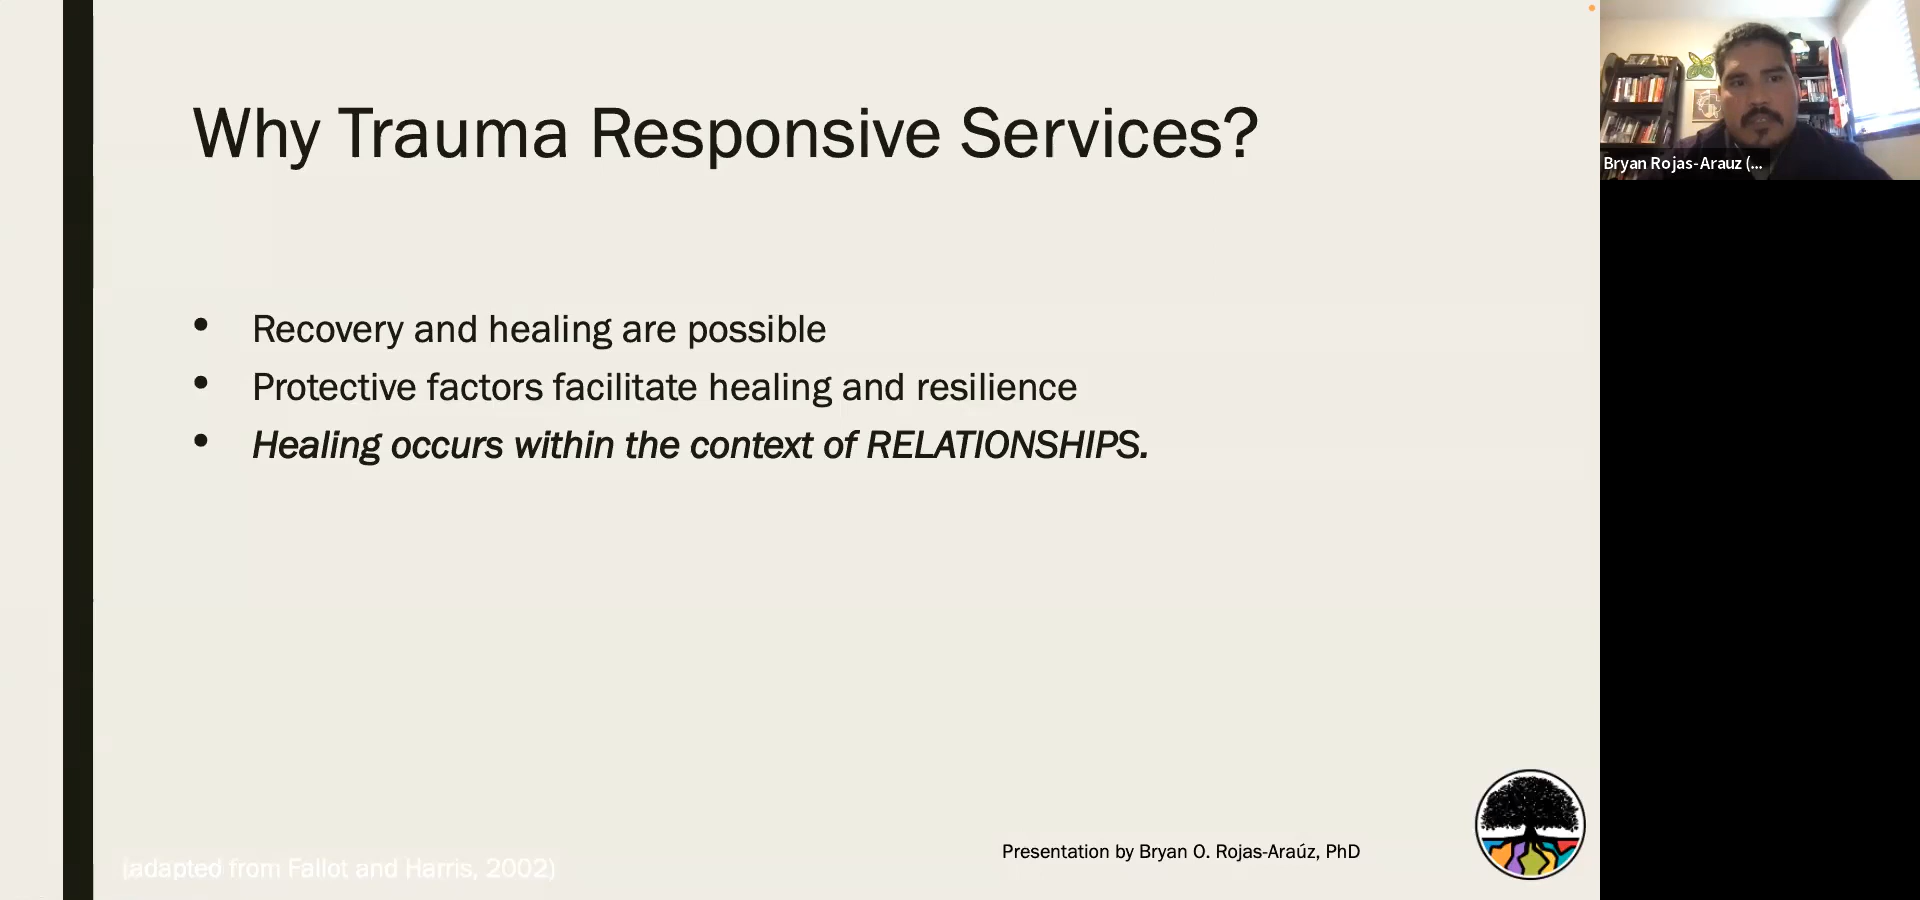 Why Trauma Responsive Services?
• Recovery and healing are possible
• Protective factors facilitate healing and resilience
• Healing occurs within the context of RELATIONSHIPS.
(adapted from Fallot and Harris, 2002)
Presentation by Bryan O. Rojas-Araúz, PhD
Bryan Rojas-Arauz (...